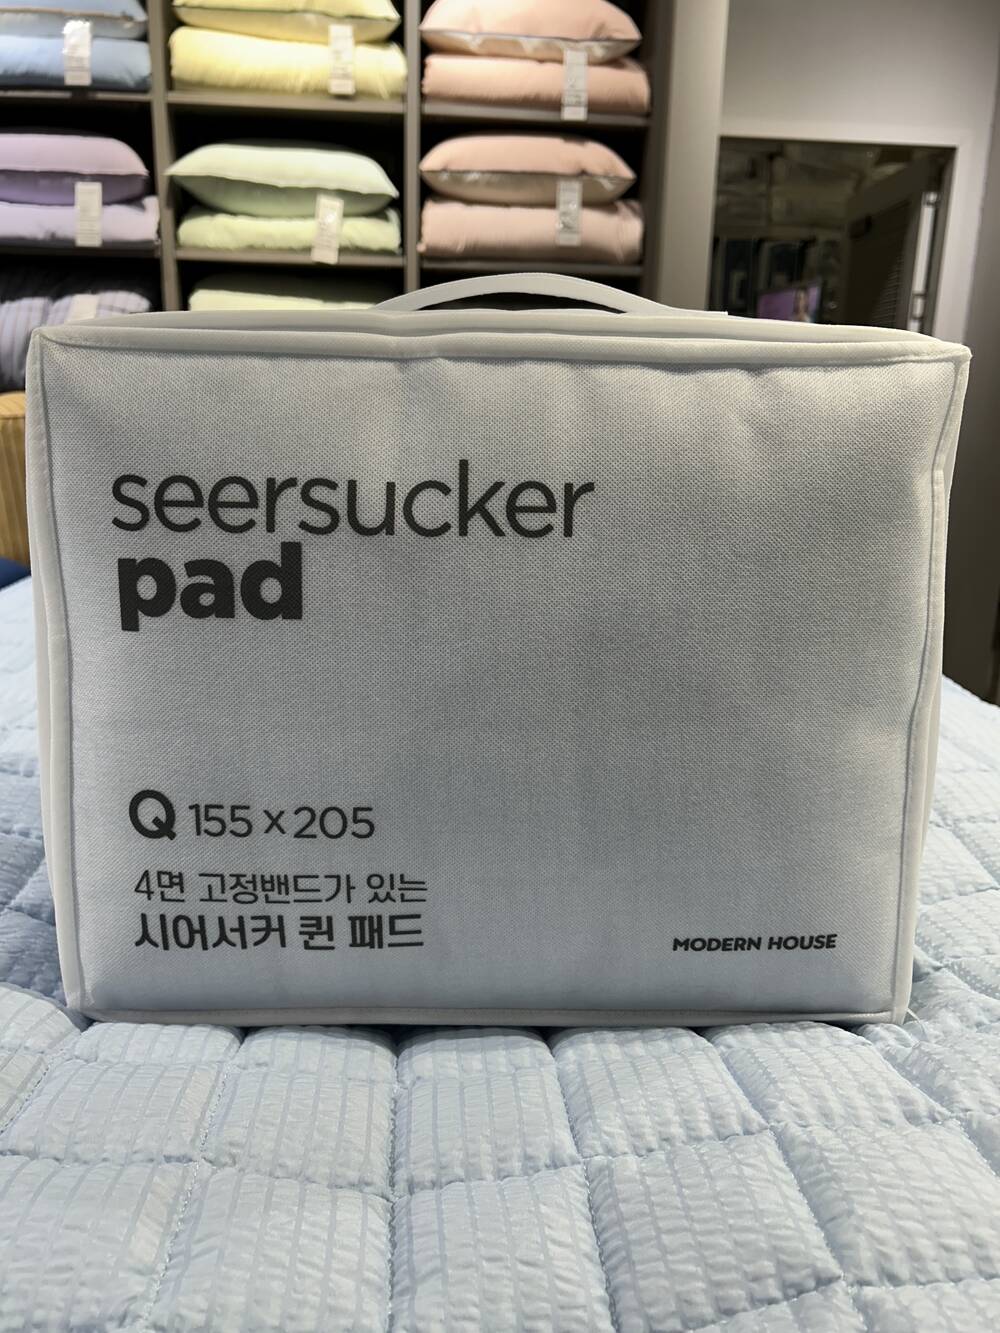 seersucker
pad
Q 155 x 205
4면 고정밴드가 있는
시어서커 퀸 패드
MODERN HOUSE